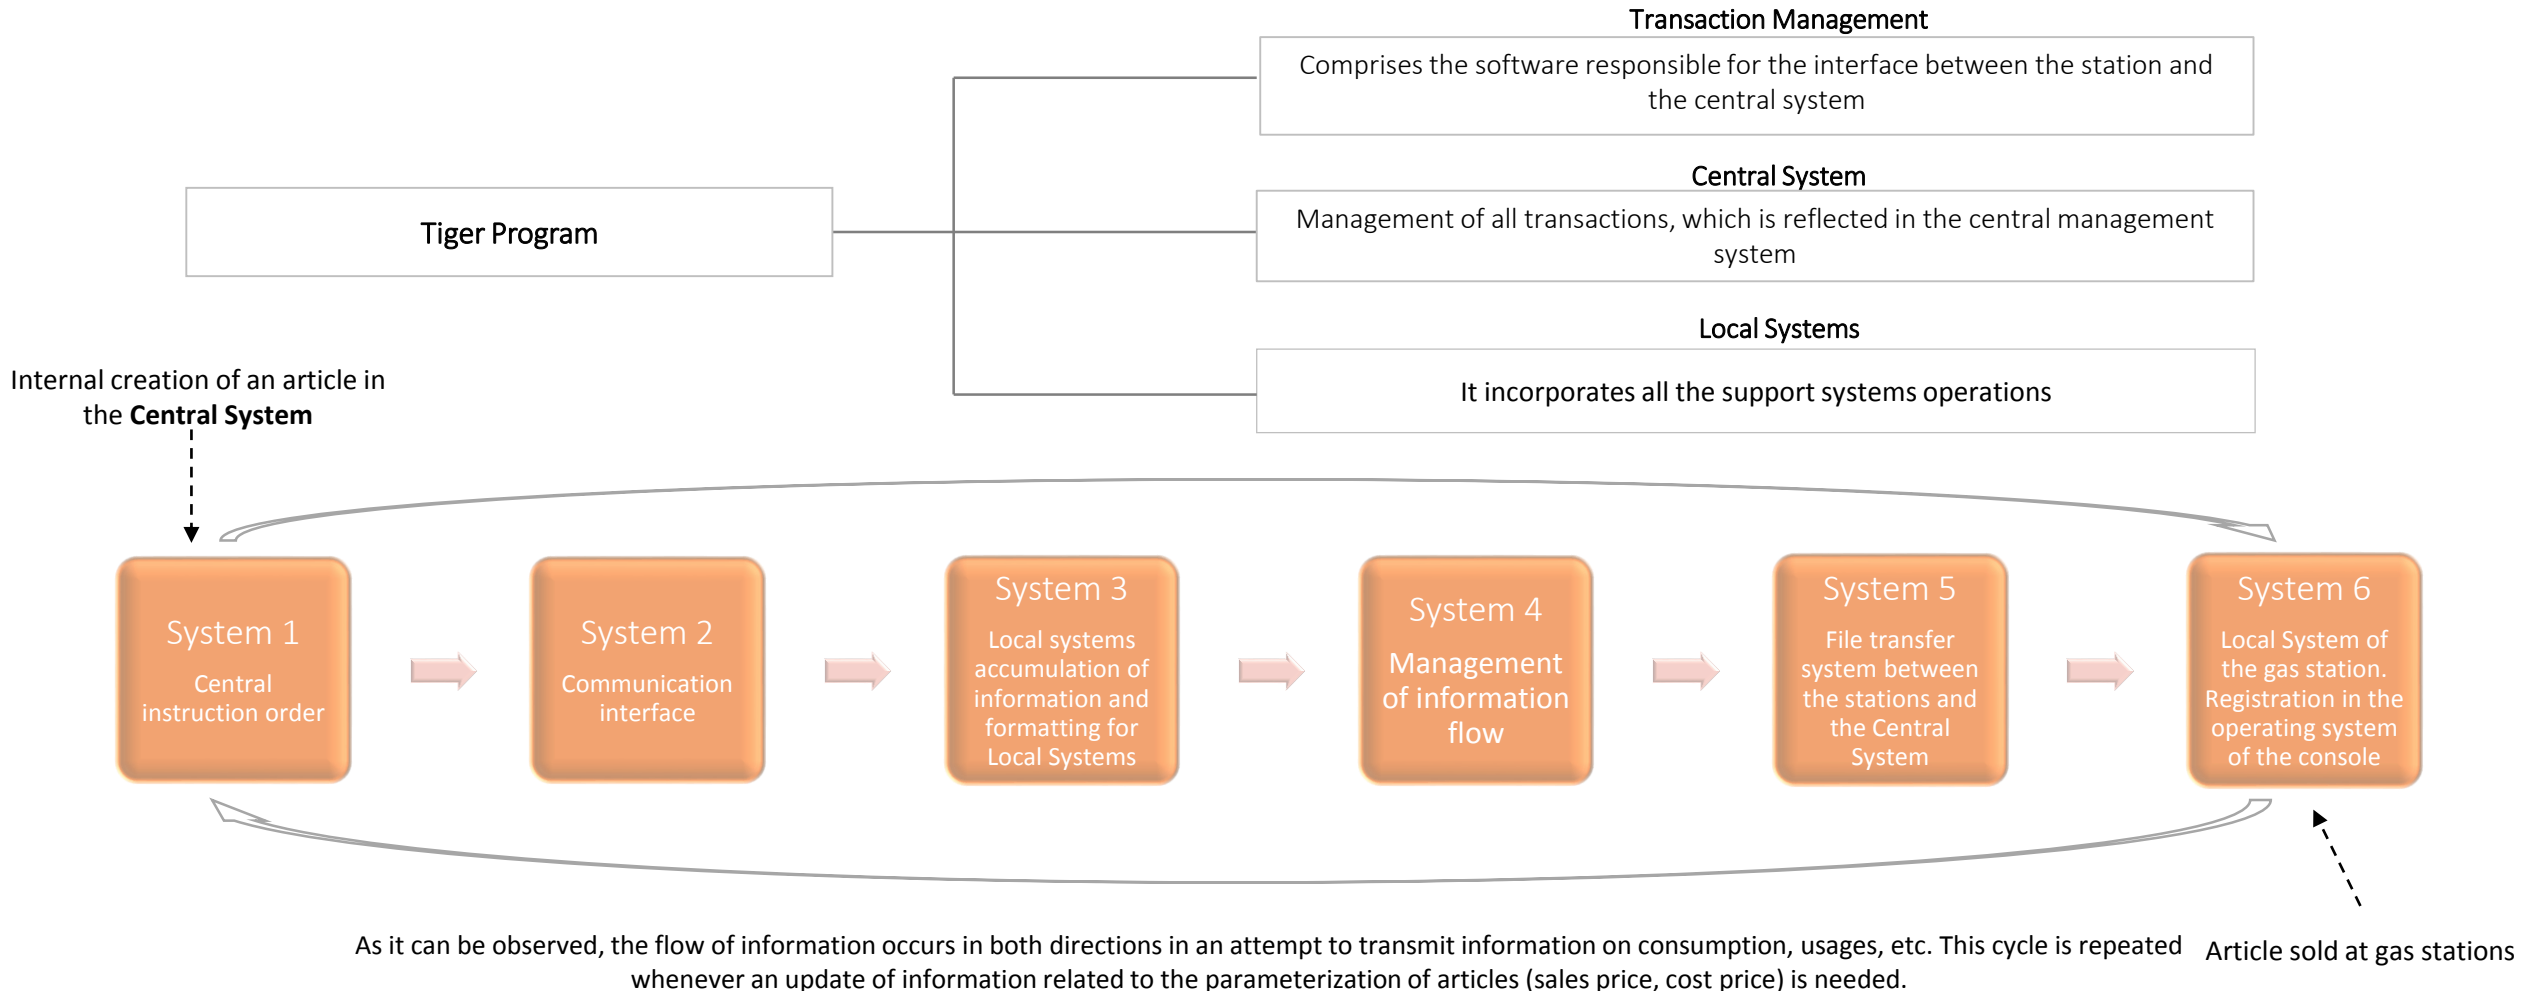 Transaction Management
Comprises the software responsible for the interface between the station and
the central system
Central System
Management of all transactions, which is reflected in the central management
system
Tiger Program
Local Systems
It incorporates all the support systems operations
Internal creation of an article in
the Central System
System 1
Central
instruction order
System 2
Communication
interface
System 3
Local systems
accumulation of
information and
formatting for
Local Systems
System 4
Management
of information
flow
System 5
File transfer
system between
the stations and
the Central
System
System 6
Local System of
the gas station.
Registration in the
operating system
of the console
As it can be observed, the flow of information occurs in both directions in an attempt to transmit information on consumption, usages, etc. This cycle is repeated
whenever an update of information related to the parameterization of articles (sales price, cost price) is needed.
Article sold at gas stations